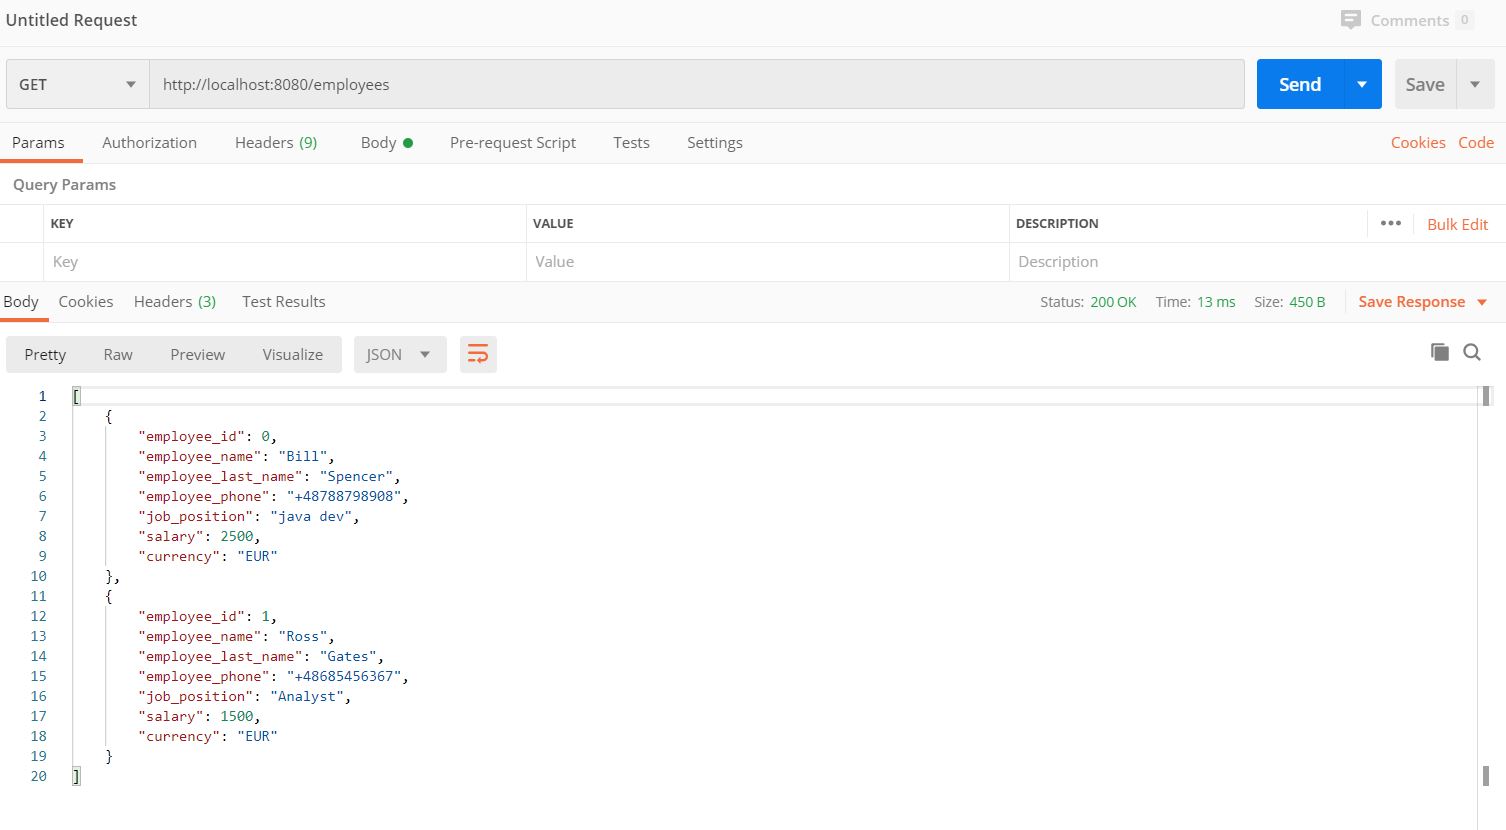 Untitled Request
Comments 0
GET http://localhost:8080/employees Send Save
Params Authorization Headers (9) Body Pre-request Script Tests Settings Cookies Code
Query Params
KEY VALUE DESCRIPTION ••• Bulk Edit
Key Value Description
Body Cookies Headers (3) Test Results Status: 200 OK Time: 13 ms Size: 450 B Save Response
Pretty Raw Preview Visualize JSON
1 [
2 {
3 "employee_id": 0,
4 "employee_name": "Bill",
5 "employee_last_name": "Spencer",
6 "employee_phone": "+48788798908",
7 "job_position": "java dev",
8 "salary": 2500,
9 "currency": "EUR"
10 },
11 {
12 "employee_id": 1,
13 "employee_name": "Ross",
14 "employee_last_name": "Gates",
15 "employee_phone": "+48685456367",
16 "job_position": "Analyst",
17 "salary": 1500,
18 "currency": "EUR"
19 }
20 ]